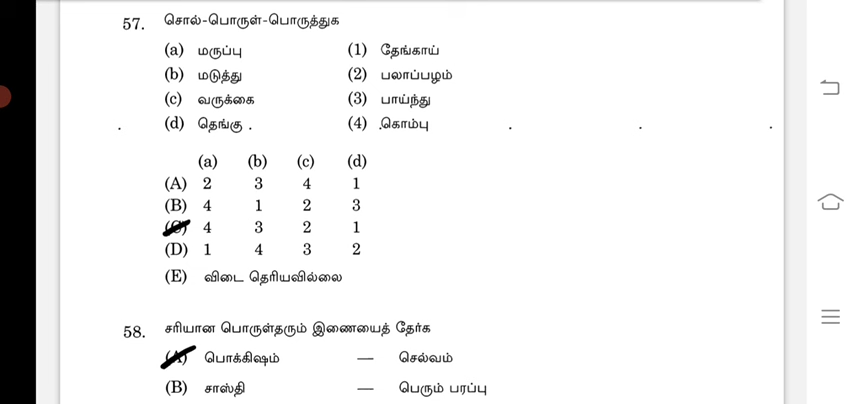 57. சொல்-பொருள்-பொருத்துக
(a) மருப்பு (1) தேங்காய்
(b) மடுத்து (2) பலாப்பழம்
(c) வருக்கை (3) பாய்ந்து
(d) தெங்கு . (4) .கொம்பு
(a) (b) (c) (d)
(A) 2 3 4 1
(B) 4 1 2 3
(C) 4 3 2 1
(D) 1 4 3 2
(E) விடை தெரியவில்லை
58. சரியான பொருள்தரும் இணையைத் தேர்க
(A) பொக்கிஷம் — செல்வம்
(B) சாஸ்தி — பெரும் பரப்பு